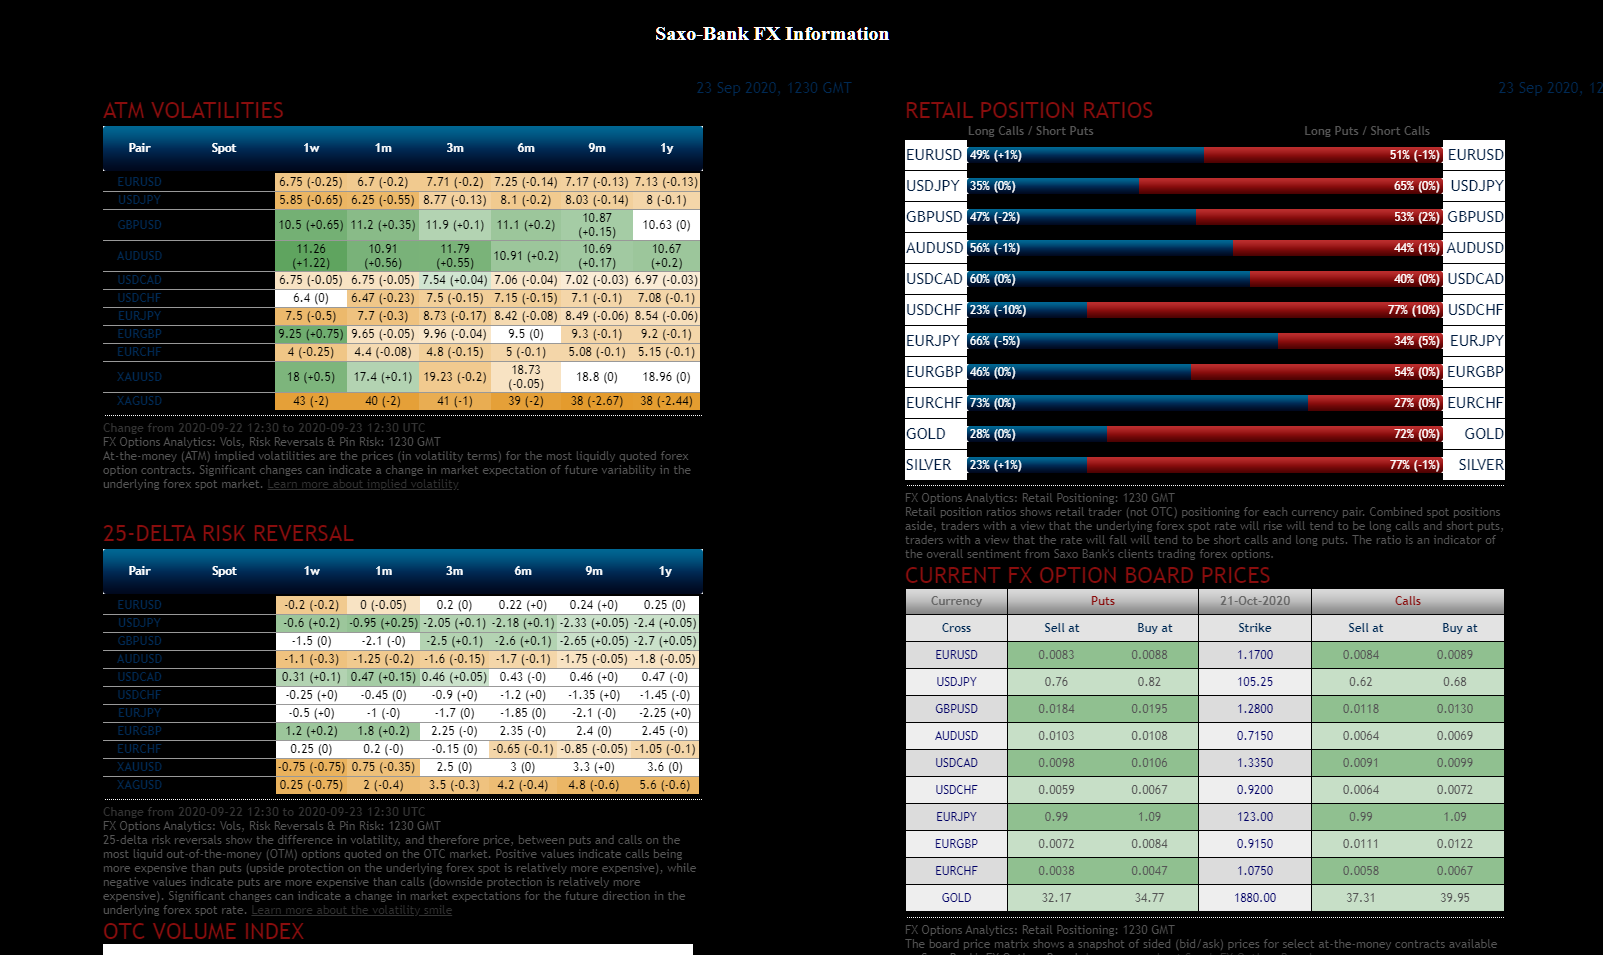 Saxo-Bank FX Information
23 Sep 2020, 1230 GMT
ATM VOLATILITIES
Pair Spot 1w 1m 3m 6m 9m 1y
EURUSD 6.75 (-0.25) 6.7 (-0.2) 7.71 (-0.2) 7.25 (-0.14) 7.17 (-0.13) 7.13 (-0.13)
USDJPY 5.85 (-0.65) 6.25 (-0.55) 8.77 (-0.13) 8.1 (-0.2) 8.03 (-0.14) 8 (-0.1)
GBPUSD 10.5 (+0.65) 11.2 (+0.35) 11.9 (+0.1) 11.1 (+0.2) 10.87 (+0.15) 10.63 (0)
AUDUSD 11.26 (+1.22) 10.91 (+0.56) 11.79 (+0.55) 10.91 (+0.2) 10.69 (+0.17) 10.67 (+0.2)
USDCAD 6.75 (-0.05) 6.75 (-0.05) 7.54 (+0.04) 7.06 (-0.04) 7.02 (-0.03) 6.97 (-0.03)
USDCHF 6.4 (0) 6.47 (-0.23) 7.5 (-0.15) 7.15 (-0.15) 7.1 (-0.1) 7.08 (-0.1)
EURJPY 7.5 (-0.5) 7.7 (-0.3) 8.73 (-0.17) 8.42 (-0.08) 8.49 (-0.06) 8.54 (-0.06)
EURGBP 9.25 (+0.75) 9.65 (-0.05) 9.96 (-0.04) 9.5 (0) 9.3 (-0.1) 9.2 (-0.1)
EURCHF 4 (-0.25) 4.4 (-0.08) 4.8 (-0.15) 5 (-0.1) 5.08 (-0.1) 5.15 (-0.1)
XAUUSD 18 (+0.5) 17.4 (+0.1) 19.23 (-0.2) 18.73 (-0.05) 18.8 (0) 18.96 (0)
XAGUSD 43 (-2) 40 (-2) 41 (-1) 39 (-2) 38 (-2.67) 38 (-2.44)
Change from 2020-09-22 12:30 to 2020-09-23 12:30 UTC
FX Options Analytics: Vols, Risk Reversals & Pin Risk: 1230 GMT
At-the-money (ATM) implied volatilities are the prices (in volatility terms) for the most liquidly quoted forex
option contracts. Significant changes can indicate a change in market expectation of future variability in the
underlying forex spot market. Learn more about implied volatility
25-DELTA RISK REVERSAL
Pair Spot 1w 1m 3m 6m 9m 1y
EURUSD -0.2 (-0.2) 0 (-0.05) 0.2 (0) 0.22 (+0) 0.24 (+0) 0.25 (0)
USDJPY -0.6 (+0.2) -0.95 (+0.25) -2.05 (+0.1) -2.18 (+0.1) -2.33 (+0.05) -2.4 (+0.05)
GBPUSD -1.5 (0) -2.1 (-0) -2.5 (+0.1) -2.6 (+0.1) -2.65 (+0.05) -2.7 (+0.05)
AUDUSD -1.1 (-0.3) -1.25 (-0.2) -1.6 (-0.15) -1.7 (-0.1) -1.75 (-0.05) -1.8 (-0.05)
USDCAD 0.31 (+0.1) 0.47 (+0.15) 0.46 (+0.05) 0.43 (-0) 0.46 (+0) 0.47 (-0)
USDCHF -0.25 (+0) -0.45 (0) -0.9 (+0) -1.2 (+0) -1.35 (+0) -1.45 (-0)
EURJPY -0.5 (+0) -1 (-0) -1.7 (0) -1.85 (0) -2.1 (-0) -2.25 (+0)
EURGBP 1.2 (+0.2) 1.8 (+0.2) 2.25 (-0) 2.35 (-0) 2.4 (0) 2.45 (-0)
EURCHF 0.25 (0) 0.2 (-0) -0.15 (0) -0.65 (-0.1) -0.85 (-0.05) -1.05 (-0.1)
XAUUSD -0.75 (-0.75) 0.75 (-0.35) 2.5 (0) 3 (0) 3.3 (+0) 3.6 (0)
XAGUSD 0.25 (-0.75) 2 (-0.4) 3.5 (-0.3) 4.2 (-0.4) 4.8 (-0.6) 5.6 (-0.6)
Change from 2020-09-22 12:30 to 2020-09-23 12:30 UTC
FX Options Analytics: Vols, Risk Reversals & Pin Risk: 1230 GMT
25-delta risk reversals show the difference in volatility, and therefore price, between puts and calls on the
most liquid out-of-the-money (OTM) options quoted on the OTC market. Positive values indicate calls being
more expensive than puts (upside protection on the underlying forex spot is relatively more expensive), while
negative values indicate puts are more expensive than calls (downside protection is relatively more
expensive). Significant changes can indicate a change in market expectations for the future direction in the
underlying forex spot rate. Learn more about the volatility smile
OTC VOLUME INDEX
23 Sep 2020, 12
RETAIL POSITION RATIOS
Long Calls / Short Puts Long Puts / Short Calls
EURUSD 49% (+1%) 51% (-1%) EURUSD
USDJPY 35% (0%) 65% (0%) USDJPY
GBPUSD 47% (-2%) 53% (2%) GBPUSD
AUDUSD 56% (-1%) 44% (1%) AUDUSD
USDCAD 60% (0%) 40% (0%) USDCAD
USDCHF 23% (-10%) 77% (10%) USDCHF
EURJPY 66% (-5%) 34% (5%) EURJPY
EURGBP 46% (0%) 54% (0%) EURGBP
EURCHF 73% (0%) 27% (0%) EURCHF
GOLD 28% (0%) 72% (0%) GOLD
SILVER 23% (+1%) 77% (-1%) SILVER
FX Options Analytics: Retail Positioning: 1230 GMT
Retail position ratios shows retail trader (not OTC) positioning for each currency pair. Combined spot positions
aside, traders with a view that the underlying forex spot rate will rise will tend to be long calls and short puts,
traders with a view that the rate will fall will tend to be short calls and long puts. The ratio is an indicator of
the overall sentiment from Saxo Bank's clients trading forex options.
CURRENT FX OPTION BOARD PRICES
Currency Puts 21-Oct-2020 Calls
Cross Sell at Buy at Strike Sell at Buy at
EURUSD 0.0083 0.0088 1.1700 0.0084 0.0089
USDJPY 0.76 0.82 105.25 0.62 0.68
GBPUSD 0.0184 0.0195 1.2800 0.0118 0.0130
AUDUSD 0.0103 0.0108 0.7150 0.0064 0.0069
USDCAD 0.0098 0.0106 1.3350 0.0091 0.0099
USDCHF 0.0059 0.0067 0.9200 0.0064 0.0072
EURJPY 0.99 1.09 123.00 0.99 1.09
EURGBP 0.0072 0.0084 0.9150 0.0111 0.0122
EURCHF 0.0038 0.0047 1.0750 0.0058 0.0067
GOLD 32.17 34.77 1880.00 37.31 39.95
FX Options Analytics: Retail Positioning: 1230 GMT
The board price matrix shows a snapshot of sided (bid/ask) prices for select at-the-money contracts available